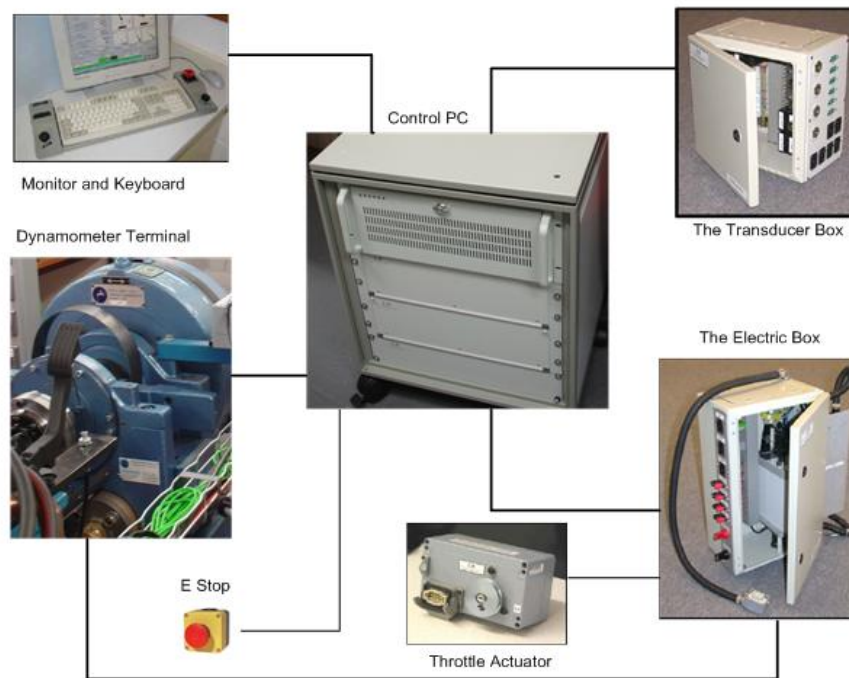 Control PC
Monitor and Keyboard
Dynamometer Terminal
The Transducer Box
The Electric Box
E Stop
Throttle Actuator